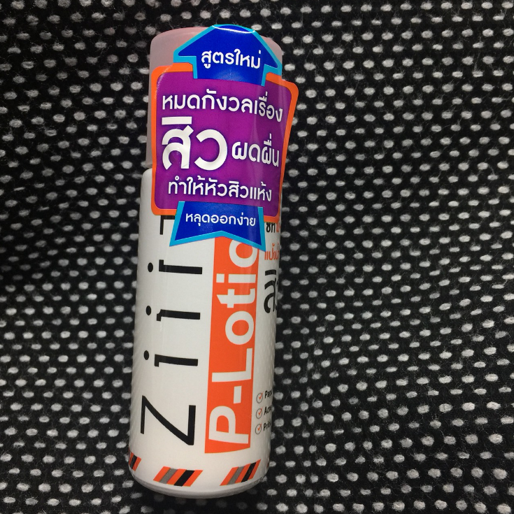 สูตรใหม่
หมดกังวลเรื่อง
สิว ผดผื่น
ทำให้หัวสิวแห้ง
หลุดออกง่าย
Ziiit
P-Lotio